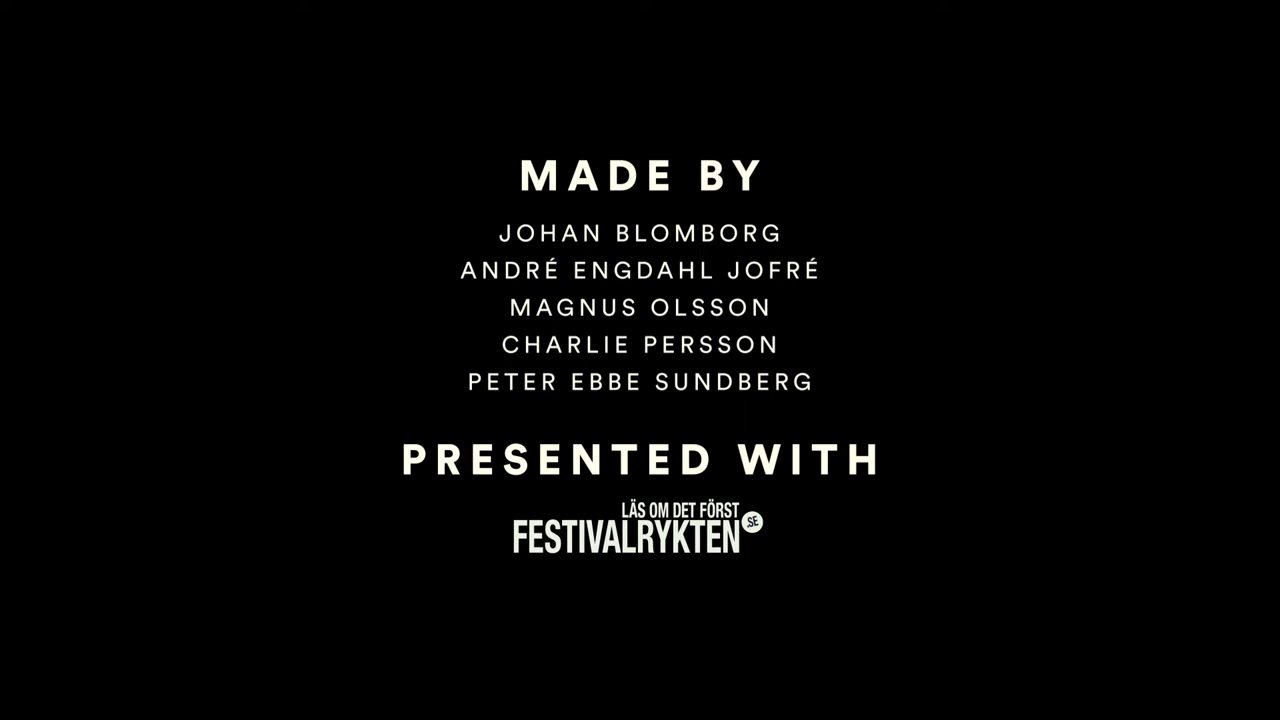 MADE BY
JOHAN BLOMBORG
ANDRÉ ENGDAHL JOFRÉ
MAGNUS OLSSON
CHARLIE PERSSON
PETER EBBE SUNDBERG
PRESENTED WITH
LÄS OM DET FÖRST
FESTIVALRYKTEN .SE